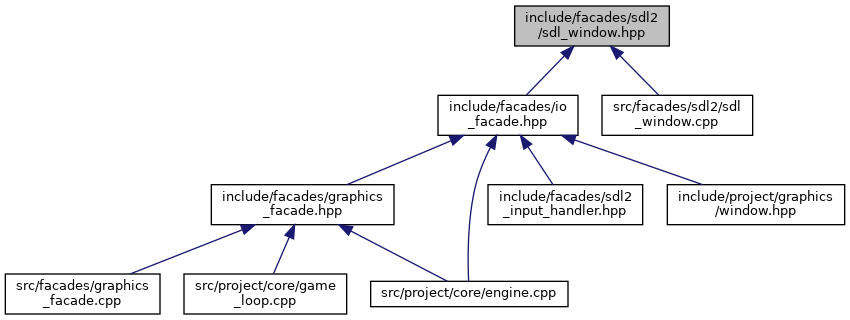 include/facades/sdl2
/sdl_window.hpp
include/facades/io
_facade.hpp
src/facades/sdl2/sdl
_window.cpp
include/facades/graphics
_facade.hpp
include/facades/sdl2
_input_handler.hpp
include/project/graphics
/window.hpp
src/facades/graphics
_facade.cpp
src/project/core/game
_loop.cpp
src/project/core/engine.cpp